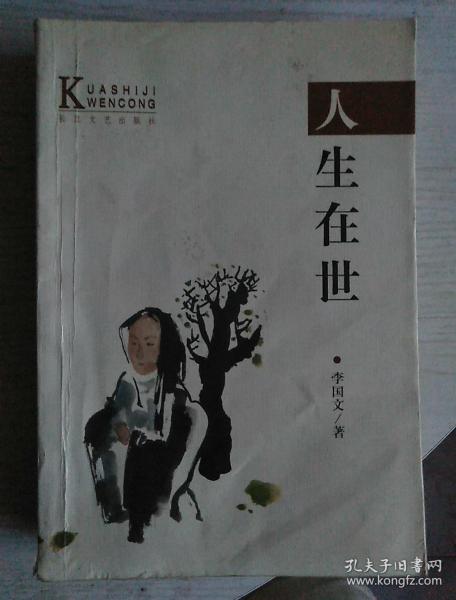 KUASHIJI
WENCONG
长江文艺出版社
人生在世
李国文/著
孔夫子旧书网
www.kongfz.com